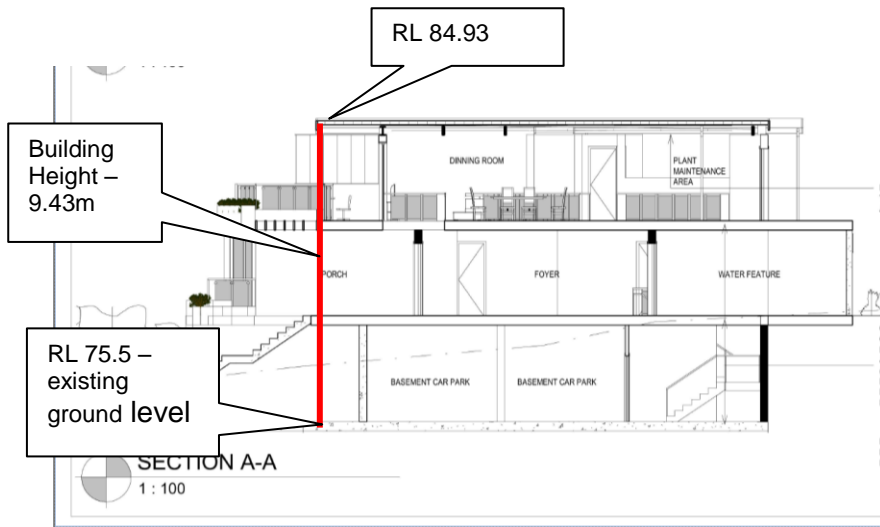 RL 84.93
Building
Height –
9.43m
DINNING ROOM
PLANT
MAINTENANCE
AREA
PORCH
FOYER
WATER FEATURE
RL 75.5 –
existing
ground level
BASEMENT CAR PARK
BASEMENT CAR PARK
SECTION A-A
1 : 100